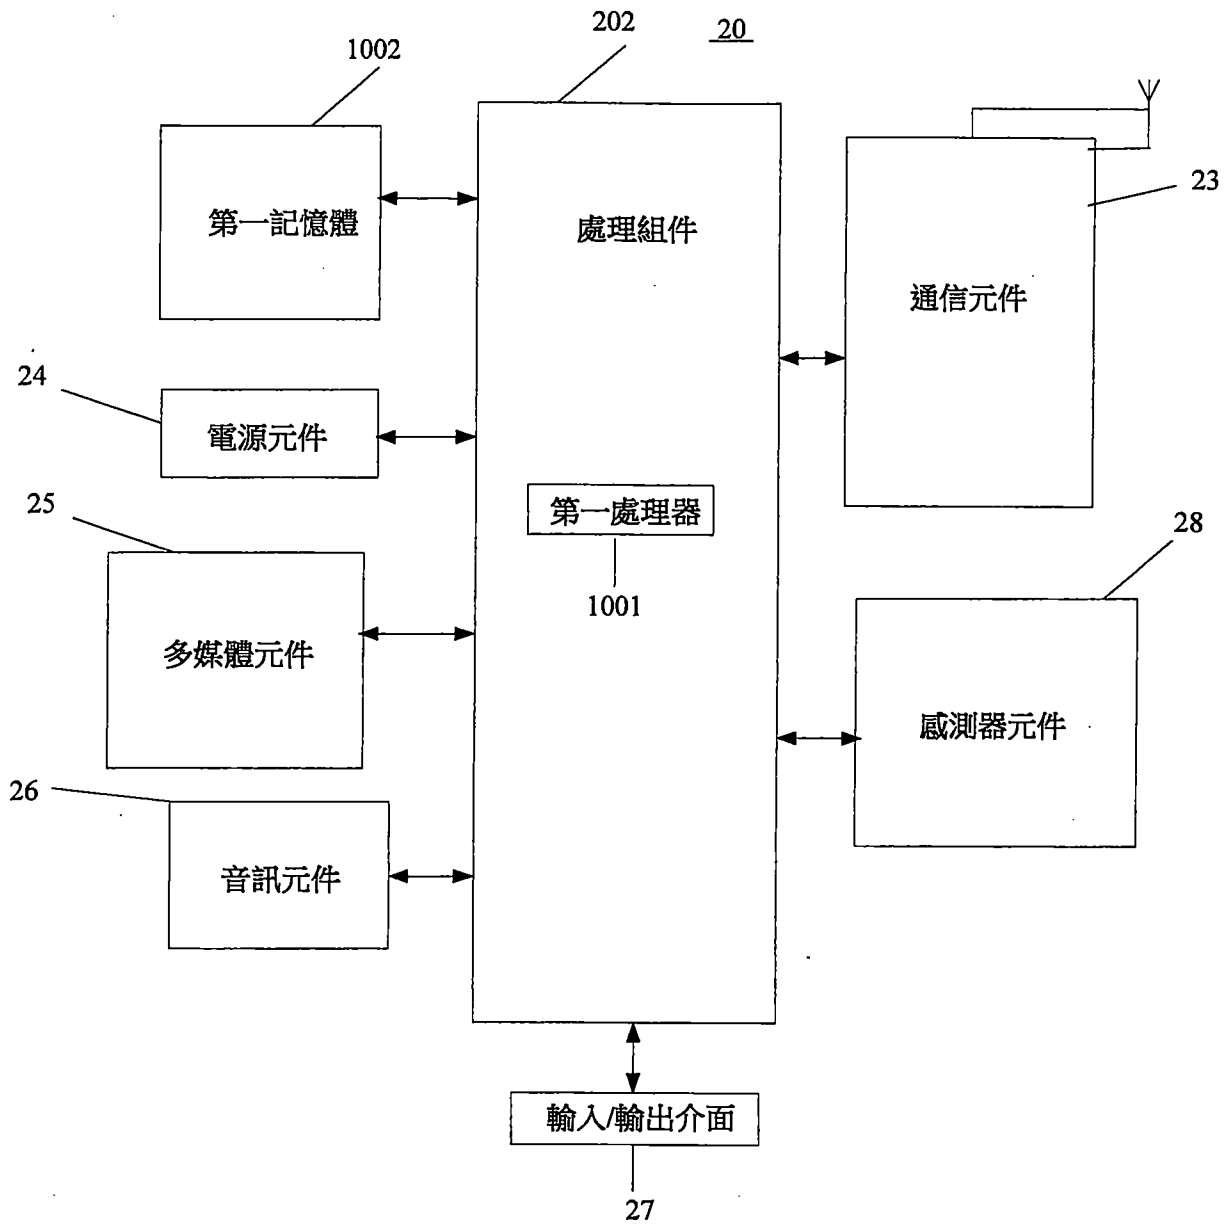 202
20
1002
第一記憶體
處理組件
23
通信元件
24
電源元件
25
第一處理器
1001
28
多媒體元件
感測器元件
26
音訊元件
輸入/輸出介面
27